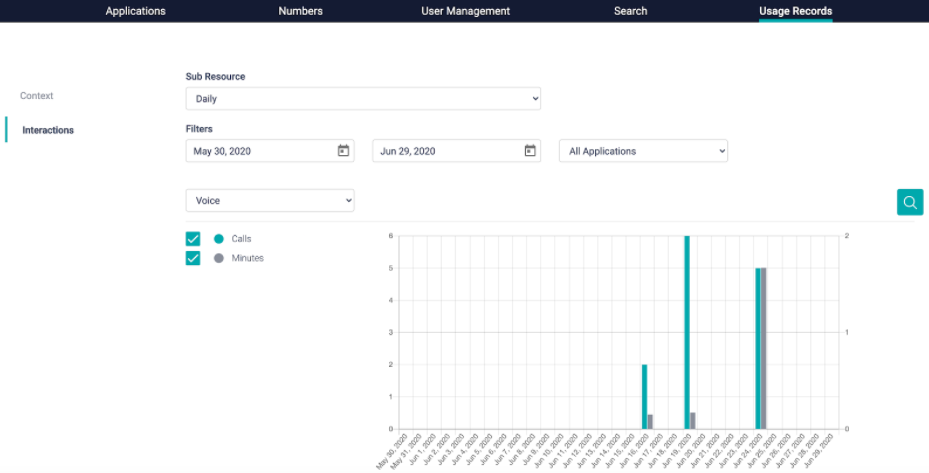 Applications Numbers User Management Search Usage Records
Sub Resource
Context
Daily
Interactions
Filters
May 30, 2020 Jun 29, 2020 All Applications
Voice
Calls
Minutes
6
5
4
3
2
1
0
2
1
0
May 30, 2020
May 31, 2020
Jun 1, 2020
Jun 2, 2020
Jun 3, 2020
Jun 4, 2020
Jun 5, 2020
Jun 6, 2020
Jun 7, 2020
Jun 8, 2020
Jun 9, 2020
Jun 10, 2020
Jun 11, 2020
Jun 12, 2020
Jun 13, 2020
Jun 14, 2020
Jun 15, 2020
Jun 16, 2020
Jun 17, 2020
Jun 18, 2020
Jun 19, 2020
Jun 20, 2020
Jun 21, 2020
Jun 22, 2020
Jun 23, 2020
Jun 24, 2020
Jun 25, 2020
Jun 26, 2020
Jun 27, 2020
Jun 28, 2020
Jun 29, 2020